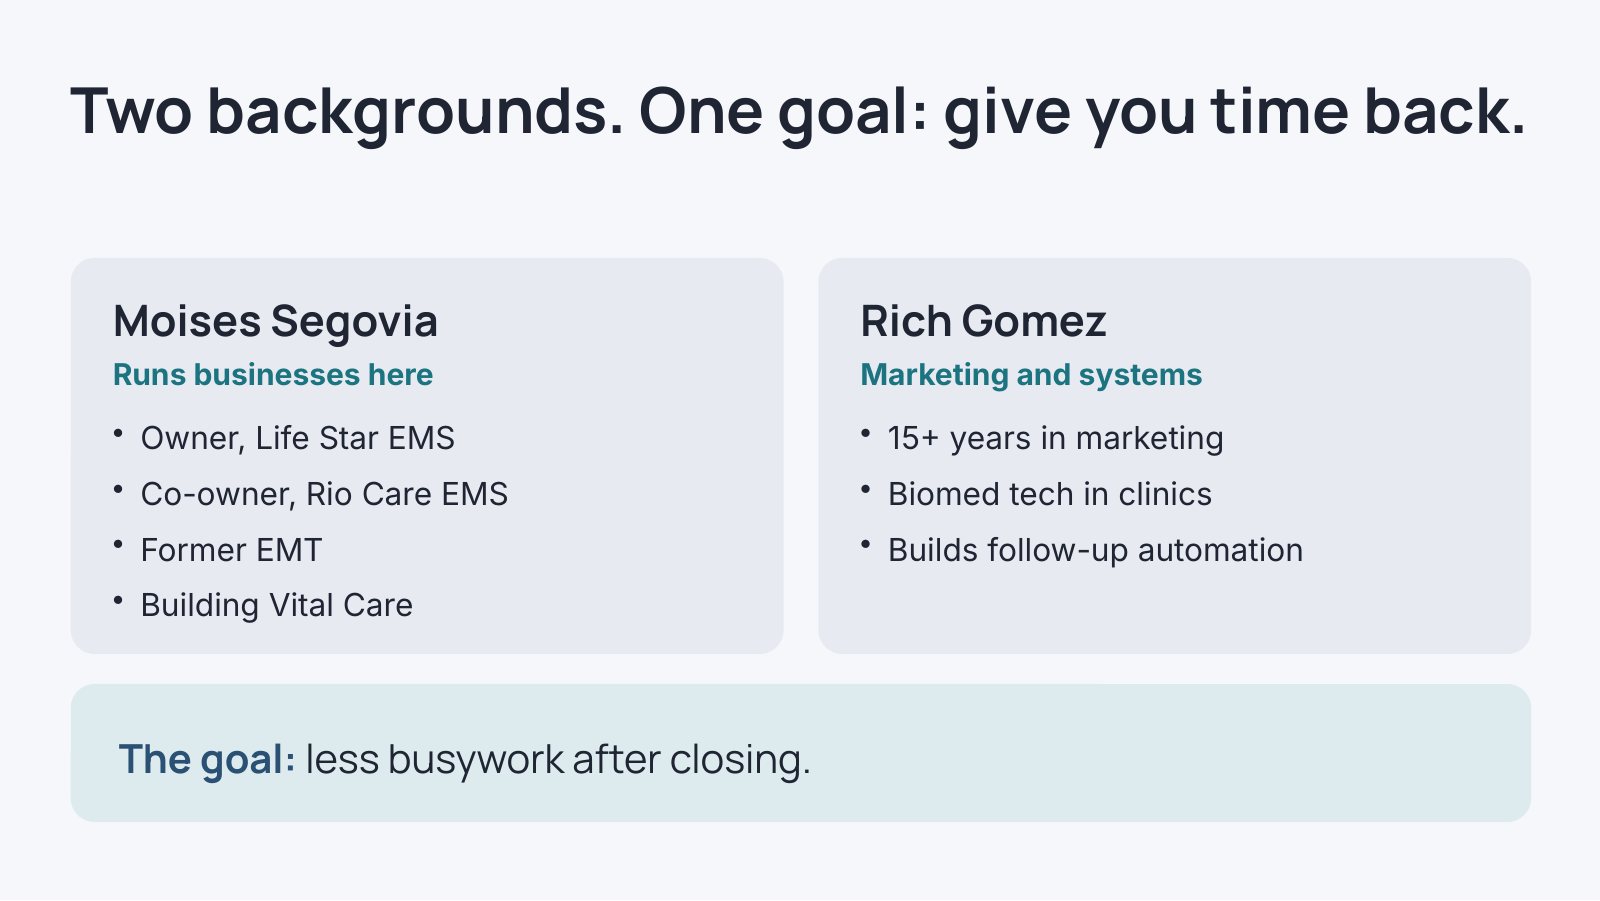 Two backgrounds. One goal: give you time back.
Moises Segovia
Runs businesses here
• Owner, Life Star EMS
• Co-owner, Rio Care EMS
• Former EMT
• Building Vital Care
Rich Gomez
Marketing and systems
• 15+ years in marketing
• Biomed tech in clinics
• Builds follow-up automation
The goal: less busywork after closing.